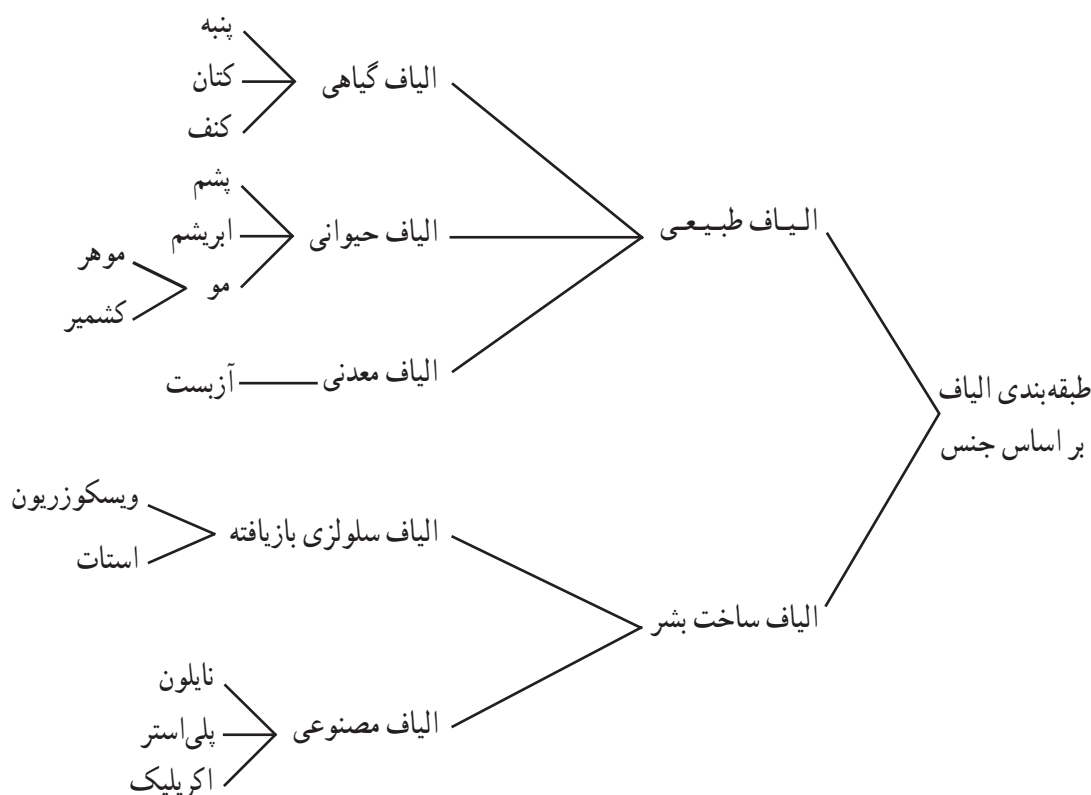 طبقه‌بندی الیاف
بر اساس جنس
الیاف طبیعی
الیاف گیاهی
پنبه
کتان
کنف
الیاف حیوانی
پشم
ابریشم
مو
موهر
کشمیر
الیاف معدنی
آزبست
الیاف ساخت بشر
الیاف سلولزی بازیافته
ویسکوزریون
استات
الیاف مصنوعی
نایلون
پلی‌استر
اکریلیک